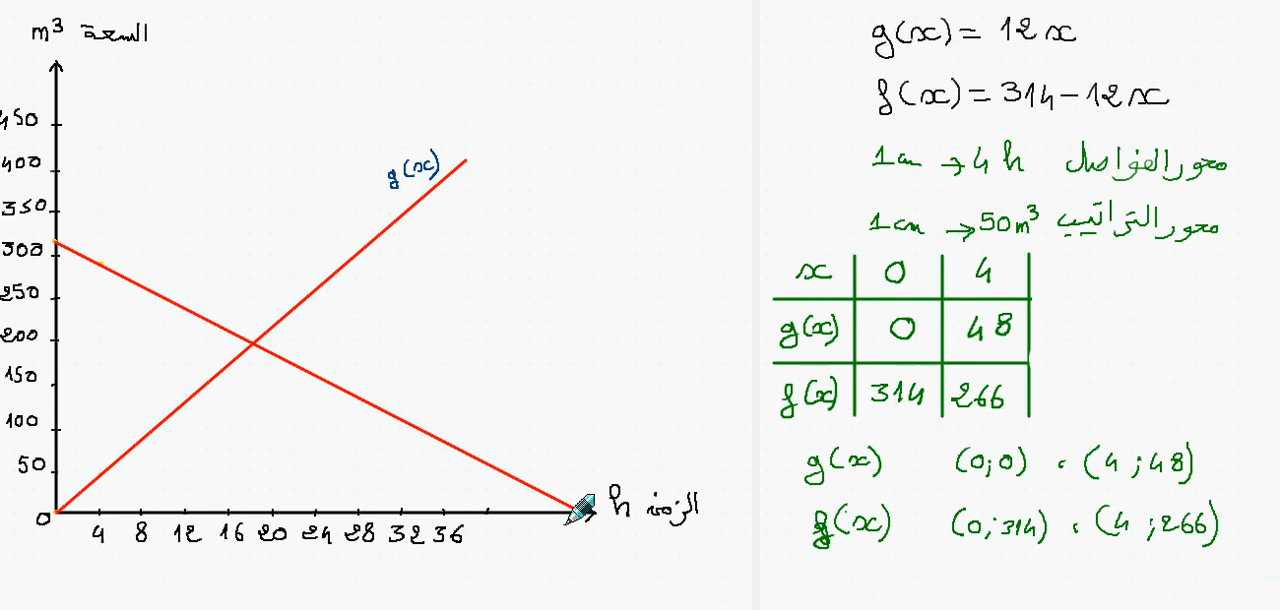 m³ السعة
450
400
350
300
250
200
150
100
50
0
4 8 12 16 20 24 28 32 36
h الزمن
g(x)
g(x) = 12x
f(x) = 314 - 12x
1cm → 4h محور الفواصل
1cm → 50m³ محور التراتيب
x 0 4
g(x) 0 48
f(x) 314 266
g(x) (0;0) . (4;48)
f(x) (0;314) . (4;266)